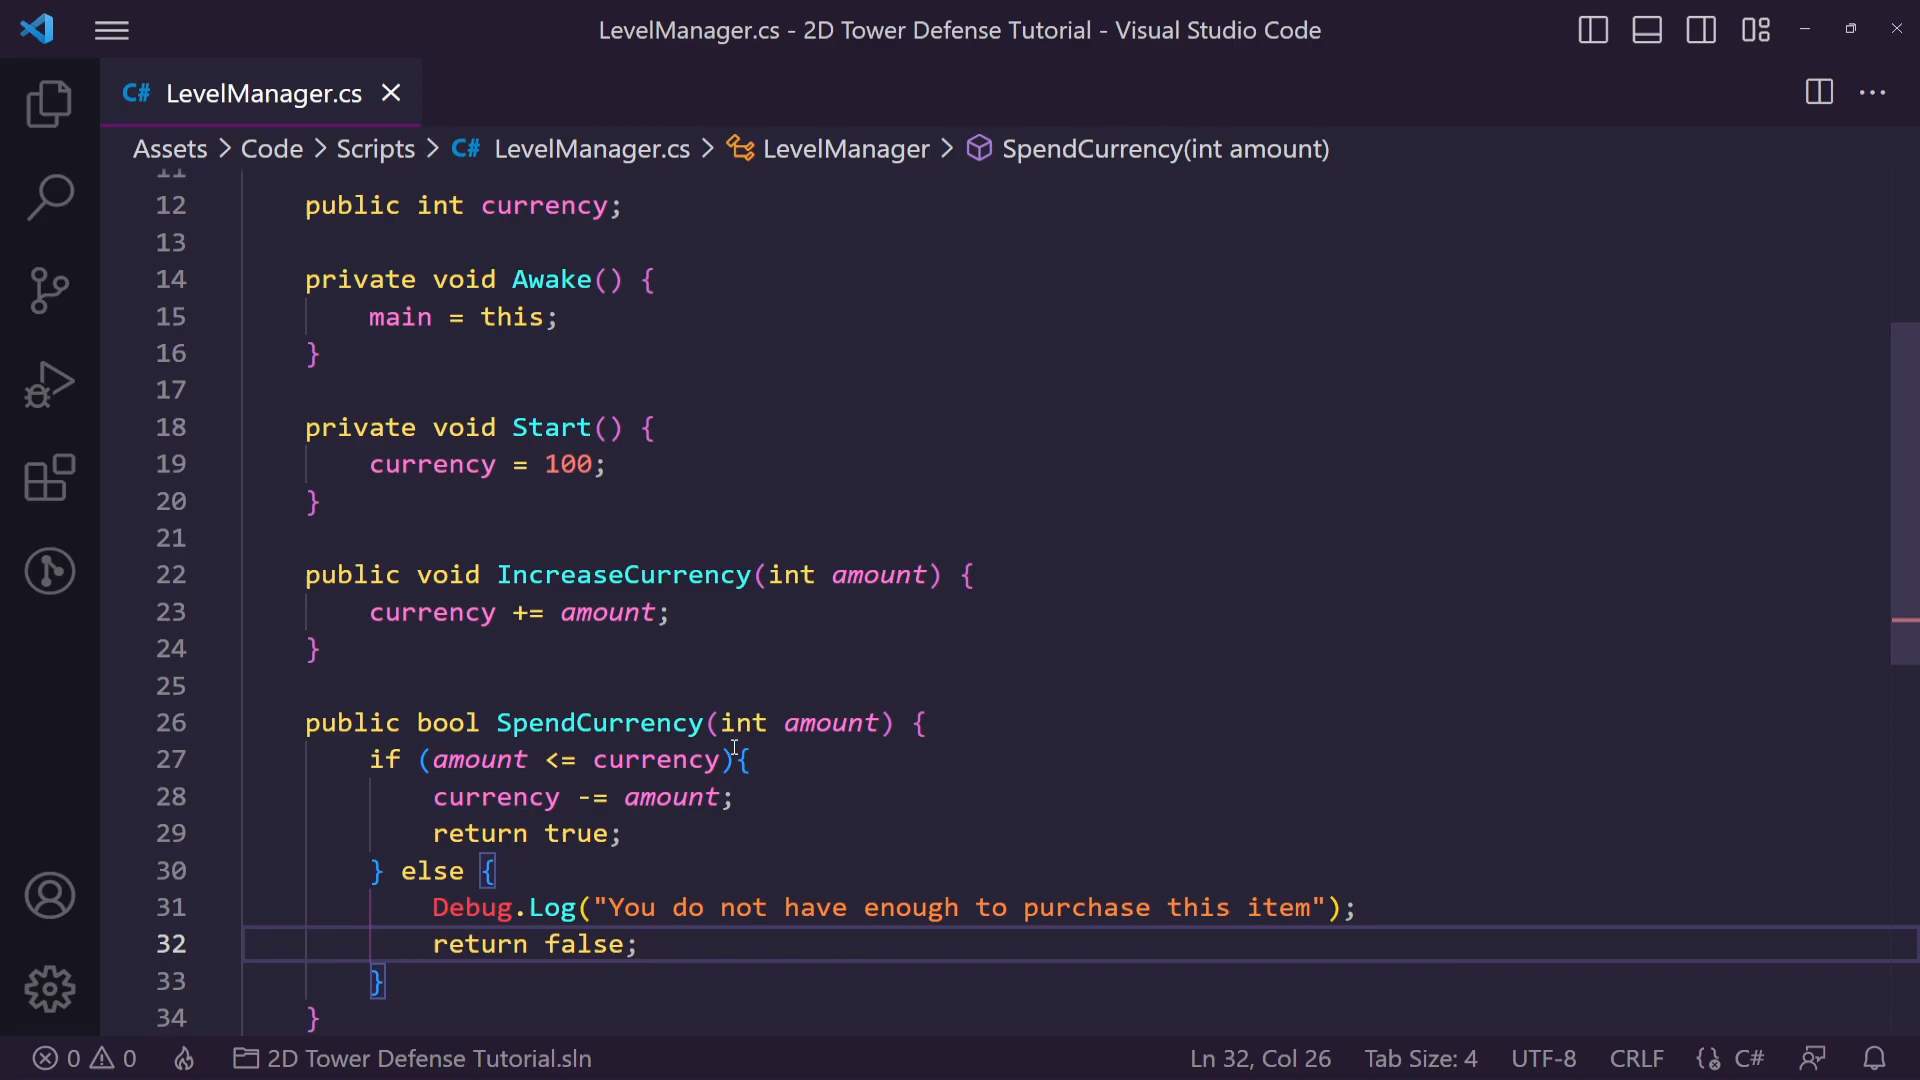 LevelManager.cs - 2D Tower Defense Tutorial - Visual Studio Code
C# LevelManager.cs
Assets > Code > Scripts > C# LevelManager.cs > LevelManager > SpendCurrency(int amount)
11
12 public int currency;
13
14 private void Awake() {
15 main = this;
16 }
17
18 private void Start() {
19 currency = 100;
20 }
21
22 public void IncreaseCurrency(int amount) {
23 currency += amount;
24 }
25
26 public bool SpendCurrency(int amount) {
27 if (amount <= currency){
28 currency -= amount;
29 return true;
30 } else {
31 Debug.Log("You do not have enough to purchase this item");
32 return false;
33 }
34 }
0 0 2D Tower Defense Tutorial.sln Ln 32, Col 26 Tab Size: 4 UTF-8 CRLF C#